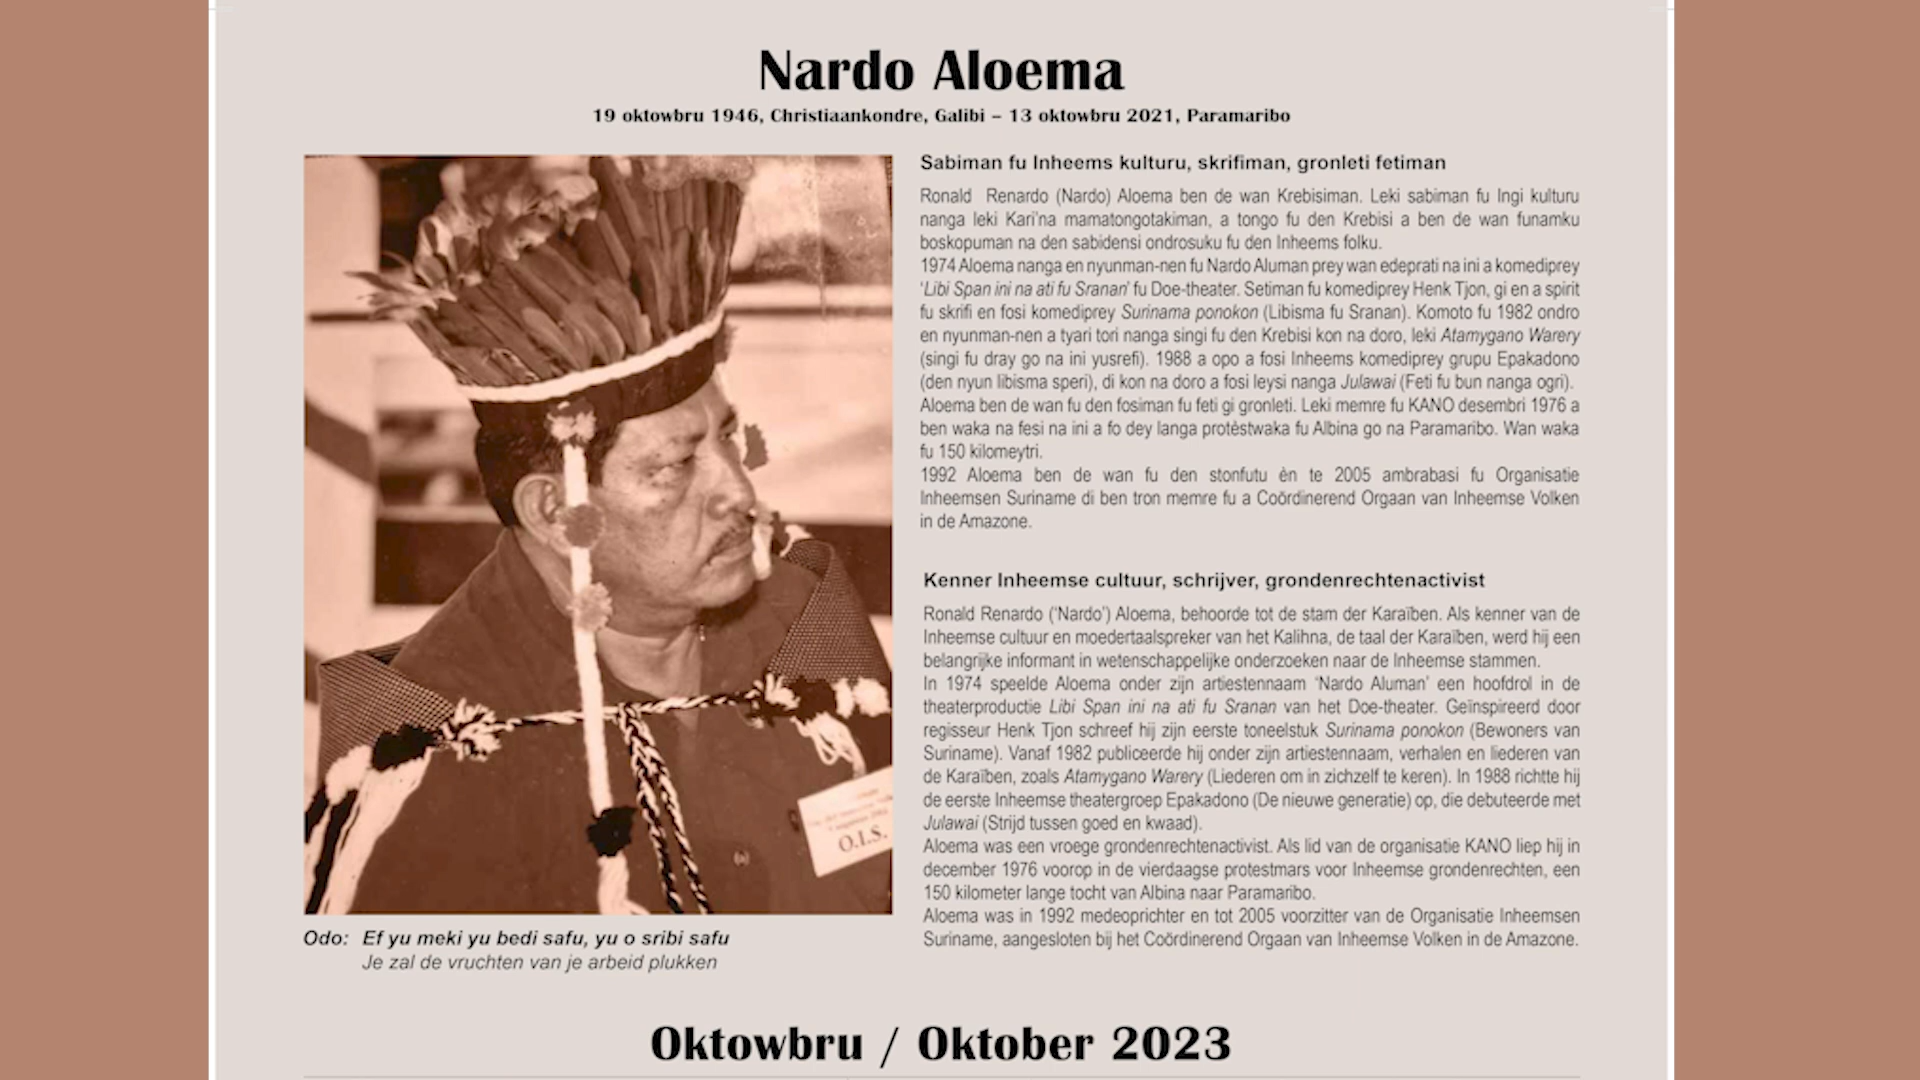 Nardo Aloema
19 oktowbru 1946, Christiaankondre, Galibi – 13 oktowbru 2021, Paramaribo
Sabiman fu Inheems kulturu, skrifiman, gronleti fetiman
Ronald Renardo (Nardo) Aloema ben de wan Krebisiman. Leki sabiman fu Ingi kulturu
nanga leki Kari'na mamatongotakiman, a tongo fu den Krebisi a ben de wan funamku
boskopuman na den sabidensi ondrosuku fu den Inheems folku.
1974 Aloema nanga en nyunman-nen fu Nardo Aluman prey wan edeprati na ini a komediprey
'Libi Span ini na ati fu Sranan' fu Doe-theater. Setiman fu komediprey Henk Tjon, gi en a spirit
fu skrifi en fosi komediprey Surinama ponokon (Libisma fu Sranan). Komoto fu 1982 ondro
en nyunman-nen a tyari tori nanga singi fu den Krebisi kon na doro, leki Atamygano Warery
(singi fu dray go na ini yusrefi). 1988 a opo a fosi Inheems komediprey grupu Epakadono
(den nyun libisma speri), di kon na doro a fosi leysi nanga Julawai (Feti fu bun nanga ogri).
Aloema ben de wan fu den fosiman fu feti gi gronleti. Leki memre fu KANO desembri 1976 a
ben waka na fesi na ini a fo dey langa protèstwaka fu Albina go na Paramaribo. Wan waka
fu 150 kilomeytri.
1992 Aloema ben de wan fu den stonfutu èn te 2005 ambrabasi fu Organisatie
Inheemsen Suriname di ben tron memre fu a Coördinerend Orgaan van Inheemse Volken
in de Amazone.
Kenner Inheemse cultuur, schrijver, grondenrechtenactivist
Ronald Renardo ('Nardo') Aloema, behoorde tot de stam der Karaïben. Als kenner van de
Inheemse cultuur en moedertaalspreker van het Kalihna, de taal der Karaïben, werd hij een
belangrijke informant in wetenschappelijke onderzoeken naar de Inheemse stammen.
In 1974 speelde Aloema onder zijn artiestennaam 'Nardo Aluman' een hoofdrol in de
theaterproductie Libi Span ini na ati fu Sranan van het Doe-theater. Geïnspireerd door
regisseur Henk Tjon schreef hij zijn eerste toneelstuk Surinama ponokon (Bewoners van
Suriname). Vanaf 1982 publiceerde hij onder zijn artiestennaam, verhalen en liederen van
de Karaïben, zoals Atamygano Warery (Liederen om in zichzelf te keren). In 1988 richtte hij
de eerste Inheemse theatergroep Epakadono (De nieuwe generatie) op, die debuteerde met
Julawai (Strijd tussen goed en kwaad).
Aloema was een vroege grondenrechtenactivist. Als lid van de organisatie KANO liep hij in
december 1976 voorop in de vierdaagse protestmars voor Inheemse grondenrechten, een
150 kilometer lange tocht van Albina naar Paramaribo.
Aloema was in 1992 medeoprichter en tot 2005 voorzitter van de Organisatie Inheemsen
Suriname, aangesloten bij het Coördinerend Orgaan van Inheemse Volken in de Amazone.
O.I.S.
Odo: Ef yu meki yu bedi safu, yu o sribi safu
Je zal de vruchten van je arbeid plukken
Oktowbru / Oktober 2023